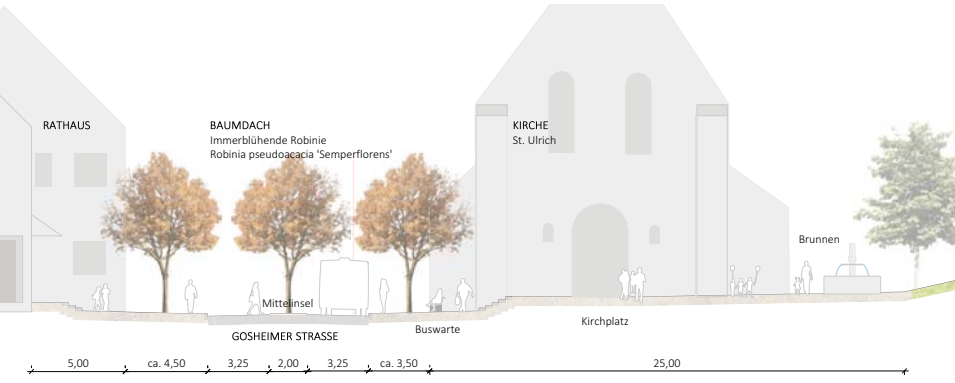 RATHAUS
BAUMDACH
Immerblühende Robinie
Robinia pseudoacacia 'Semperflorens'
KIRCHE
St. Ulrich
Brunnen
Mittelinsel
Buswarte
Kirchplatz
GOSHEIMER STRASSE
5,00 ca. 4,50 3,25 2,00 3,25 ca. 3,50 25,00